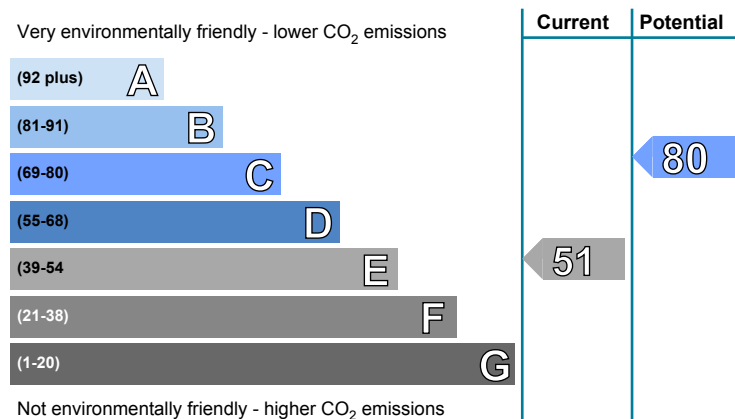 Very environmentally friendly - lower CO₂ emissions
Current
Potential
(92 plus) A
(81-91) B
(69-80) C
80
(55-68) D
(39-54 E
51
(21-38) F
(1-20) G
Not environmentally friendly - higher CO₂ emissions